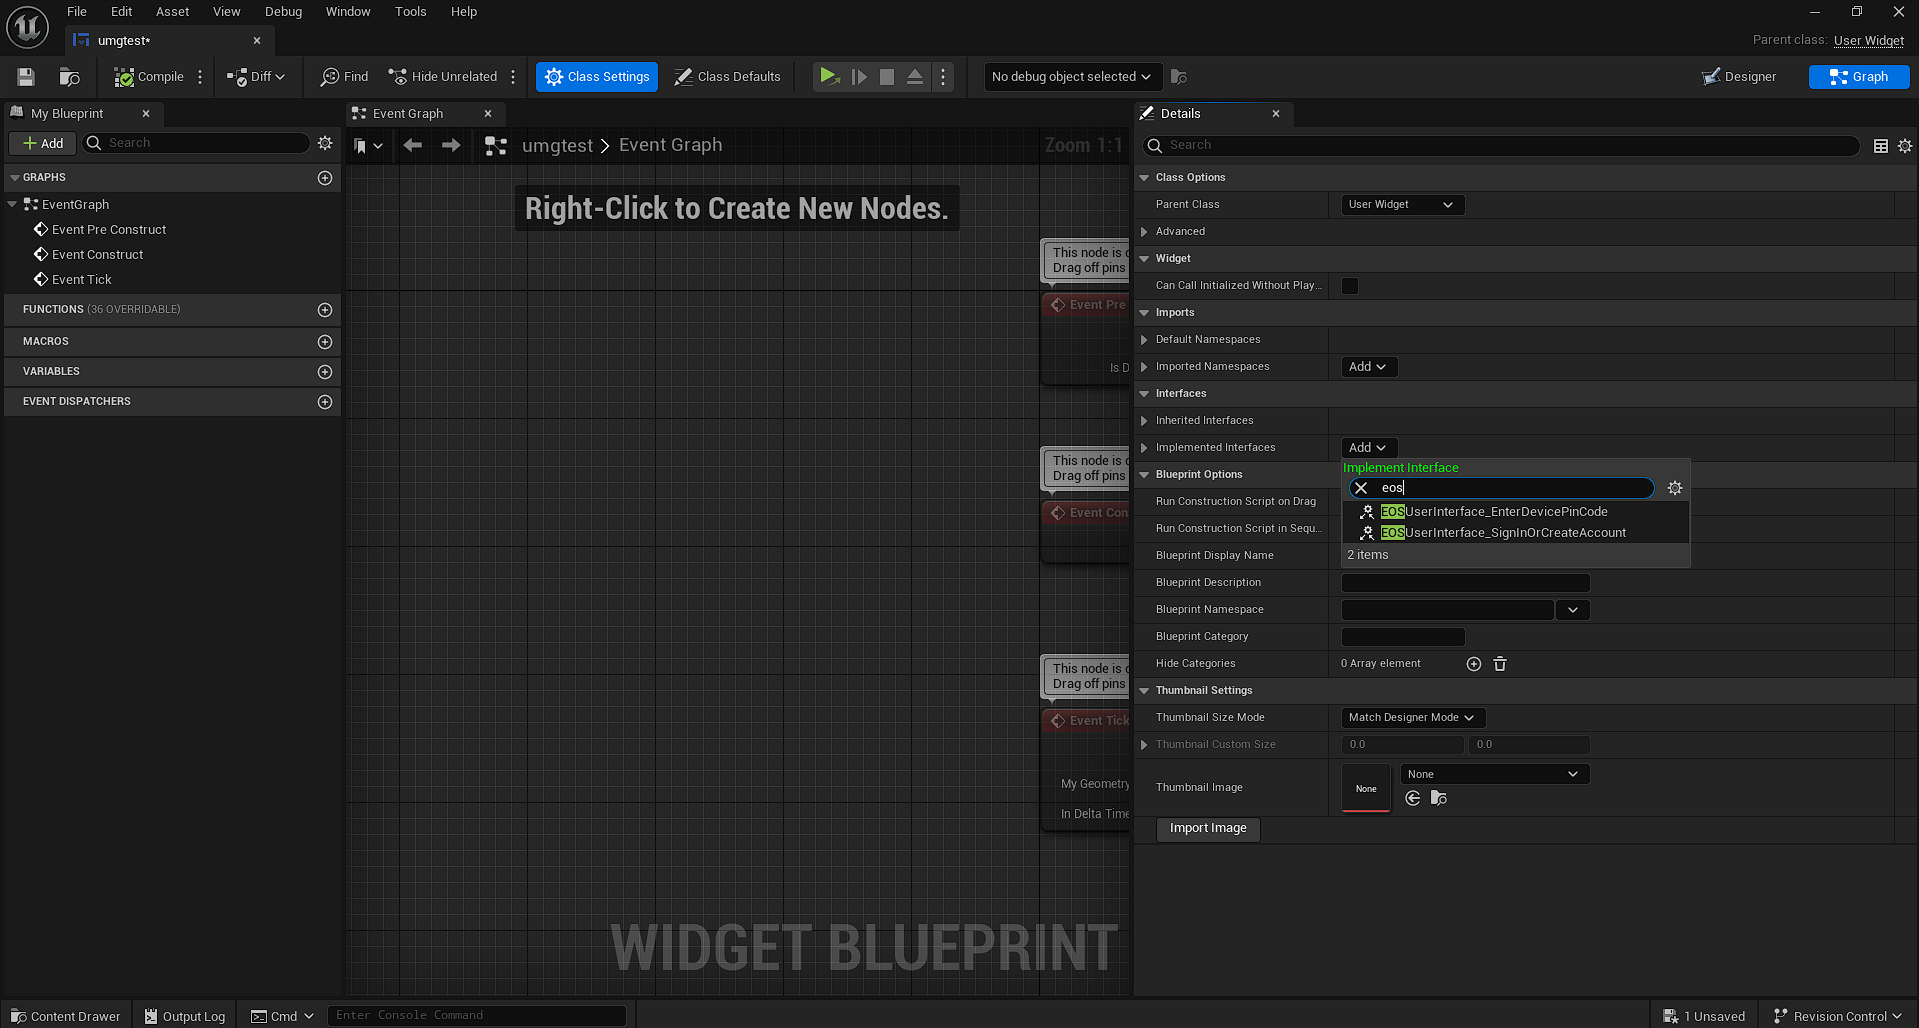 File Edit Asset View Debug Window Tools Help
umgtest*
Parent class: User Widget
Compile Diff Find Hide Unrelated Class Settings Class Defaults No debug object selected Designer Graph
My Blueprint
Add Search
GRAPHS
EventGraph
Event Pre Construct
Event Construct
Event Tick
FUNCTIONS (36 OVERRIDABLE)
MACROS
VARIABLES
EVENT DISPATCHERS
Event Graph
umgtest > Event Graph Zoom 1:1
Right-Click to Create New Nodes.
This node is
Drag off pins
Event Pre
Is D
This node is
Drag off pins
Event Con
This node is
Drag off pins
Event Tick
My Geometry
In Delta Time
WIDGET BLUEPRINT
Details
Search
Class Options
Parent Class User Widget
Advanced
Widget
Can Call Initialized Without Play...
Imports
Default Namespaces
Imported Namespaces Add
Interfaces
Inherited Interfaces
Implemented Interfaces Add
Implement Interface
eos
EOSUserInterface_EnterDevicePinCode
EOSUserInterface_SignInOrCreateAccount
2 items
Blueprint Options
Run Construction Script on Drag
Run Construction Script in Sequ...
Blueprint Display Name
Blueprint Description
Blueprint Namespace
Blueprint Category
Hide Categories 0 Array element
Thumbnail Settings
Thumbnail Size Mode Match Designer Mode
Thumbnail Custom Size 0.0 0.0
Thumbnail Image None None
Import Image
Content Drawer Output Log Cmd Enter Console Command 1 Unsaved Revision Control